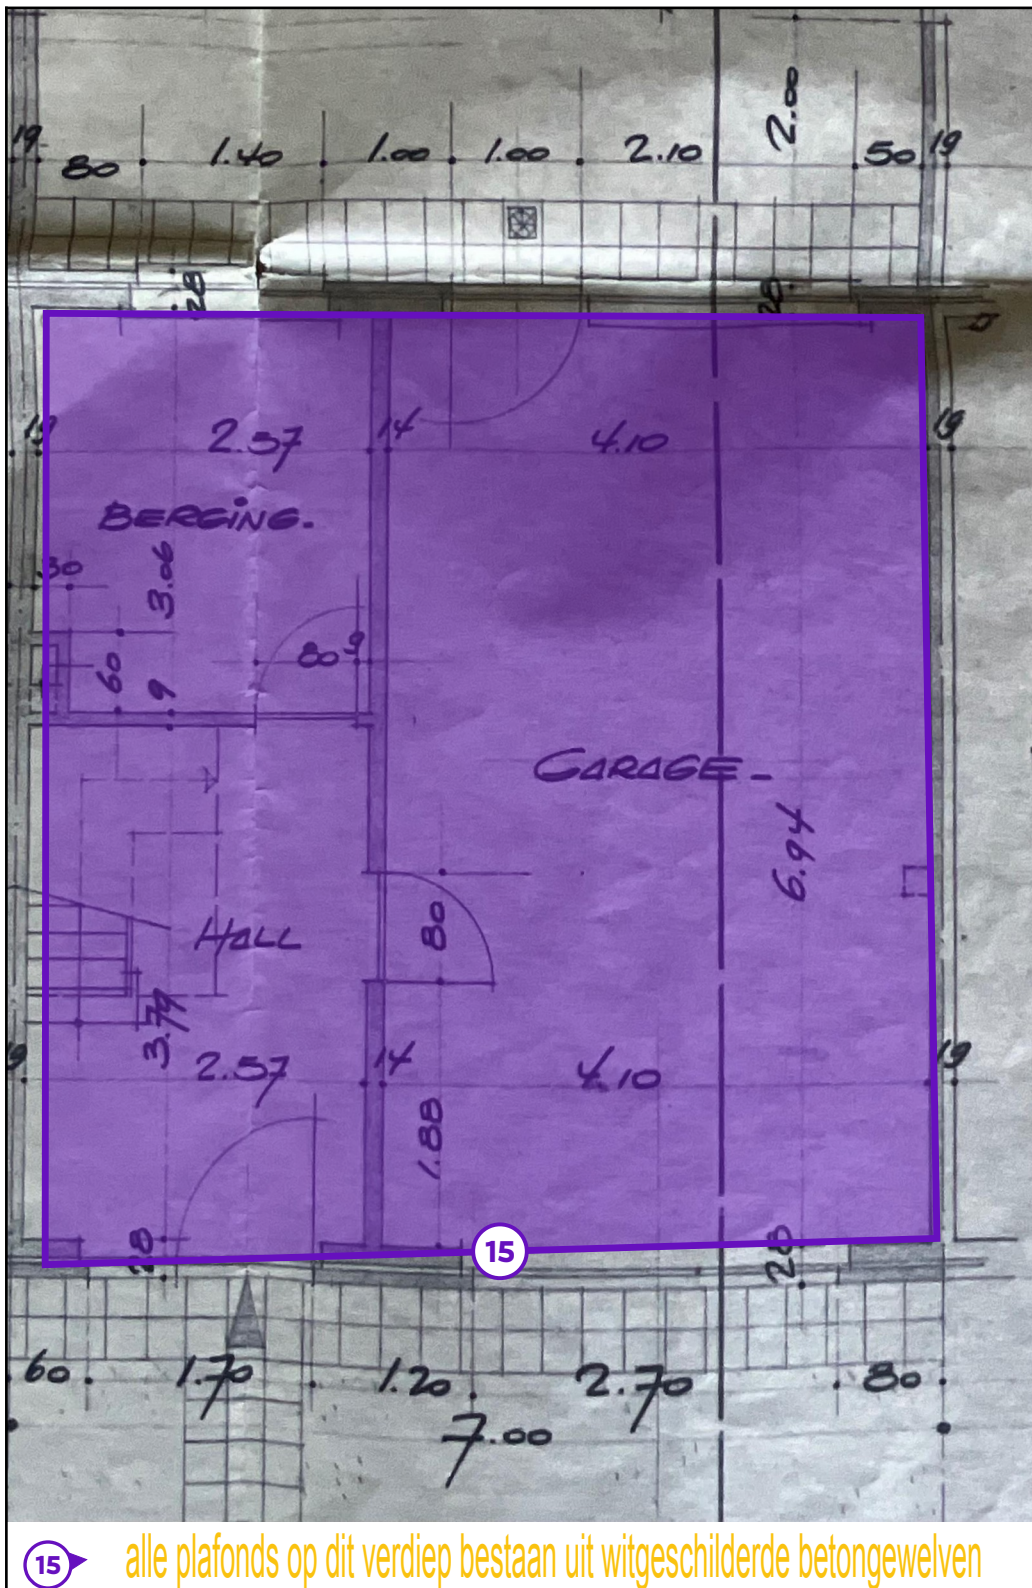 19 80 1.40 1.00 1.00 2.10 2.00 50 19
28 28
19 2.57 14 4.10 19
BERGING.
30 3.06
60 9 80 9
GARAGE-
6.94
80
HALL
3.79
9 2.57 14 4.10 19
1.88
28 28
15
60 1.70 1.20 2.70 80
7.00
15 alle plafonds op dit verdiep bestaan uit witgeschilderde betongewelven